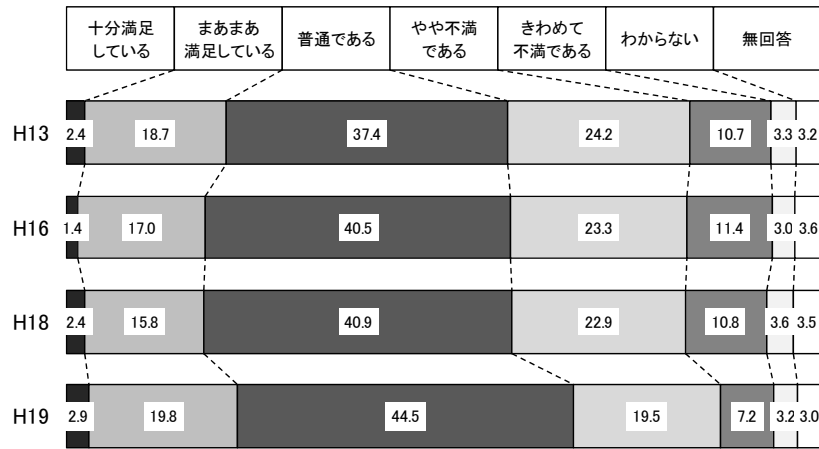 十分満足
している
まあまあ
満足している
普通である
やや不満
である
きわめて
不満である
わからない
無回答
H13 2.4 18.7 37.4 24.2 10.7 3.3 3.2
H16 1.4 17.0 40.5 23.3 11.4 3.0 3.6
H18 2.4 15.8 40.9 22.9 10.8 3.6 3.5
H19 2.9 19.8 44.5 19.5 7.2 3.2 3.0